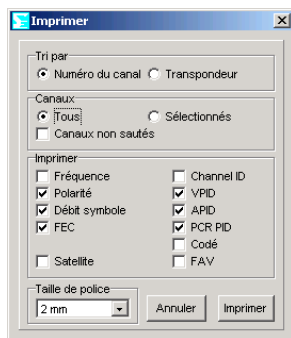 Imprimer
Tri par
Numéro du canal Transpondeur
Canaux
Tous Sélectionnés
Canaux non sautés
Imprimer
Fréquence Channel ID
Polarité VPID
Débit symbole APID
FEC PCR PID
Codé
Satellite FAV
Taille de police
2 mm Annuler Imprimer